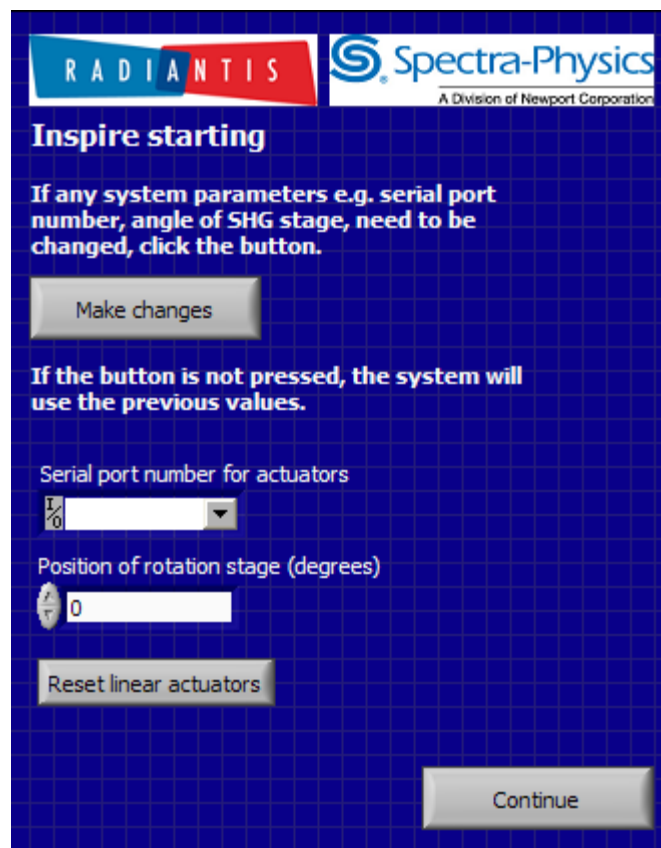 RADIANTIS
Spectra-Physics
A Division of Newport Corporation
Inspire starting
If any system parameters e.g. serial port
number, angle of SHG stage, need to be
changed, click the button.
Make changes
If the button is not pressed, the system will
use the previous values.
Serial port number for actuators
I/O
Position of rotation stage (degrees)
0
Reset linear actuators
Continue